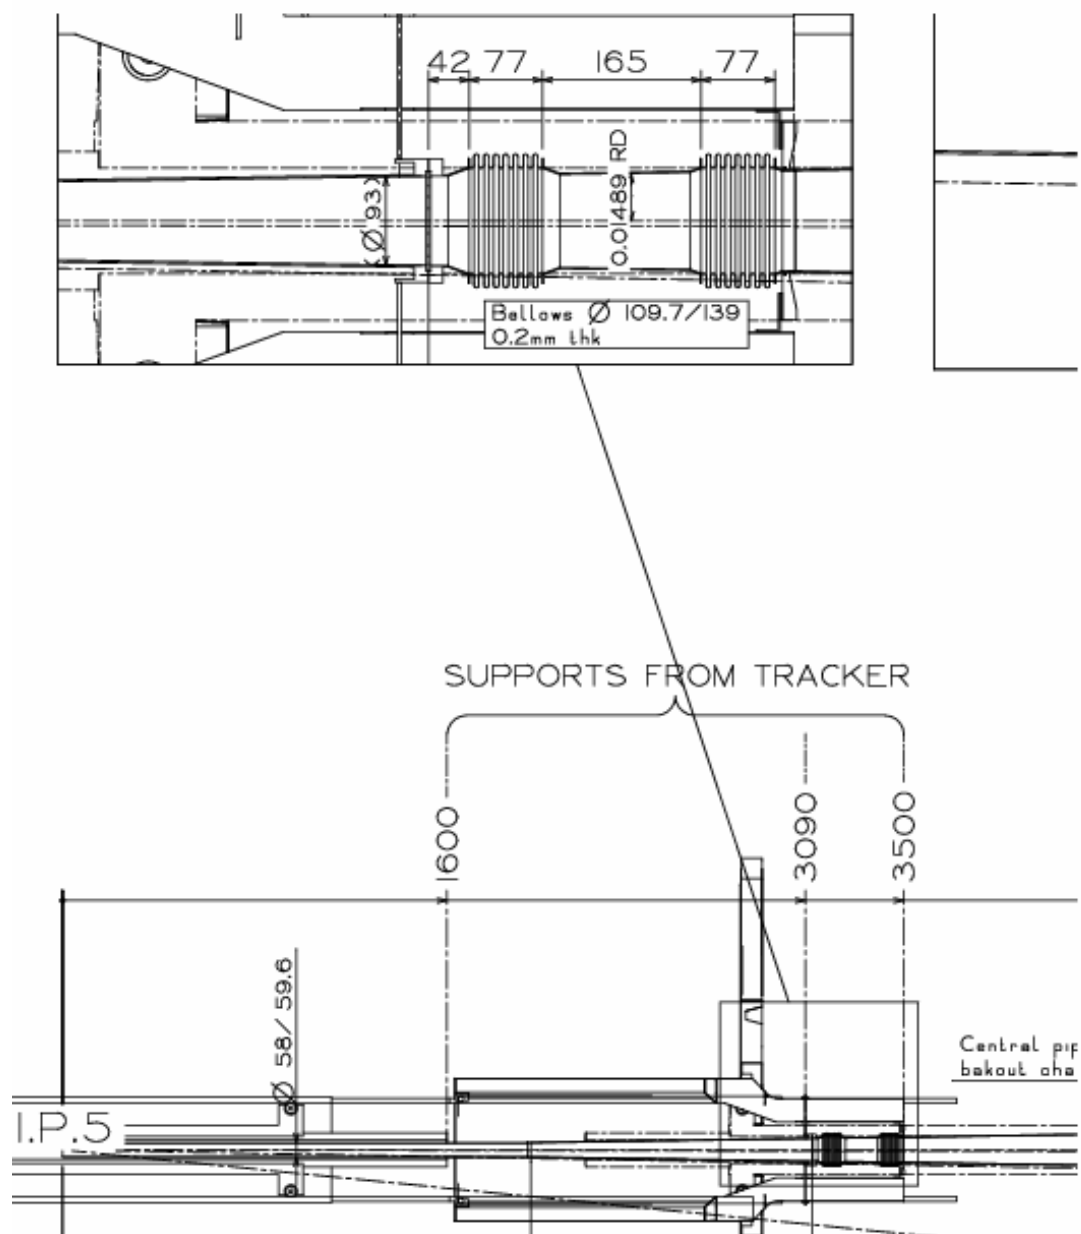 42 77 165 77
(Ø 93)
0.01489 RD
Bellows Ø 109.7/139
0.2mm thk
SUPPORTS FROM TRACKER
1600
3090
3500
Ø 58/59.6
Central pip
bakout cha
I.P.5